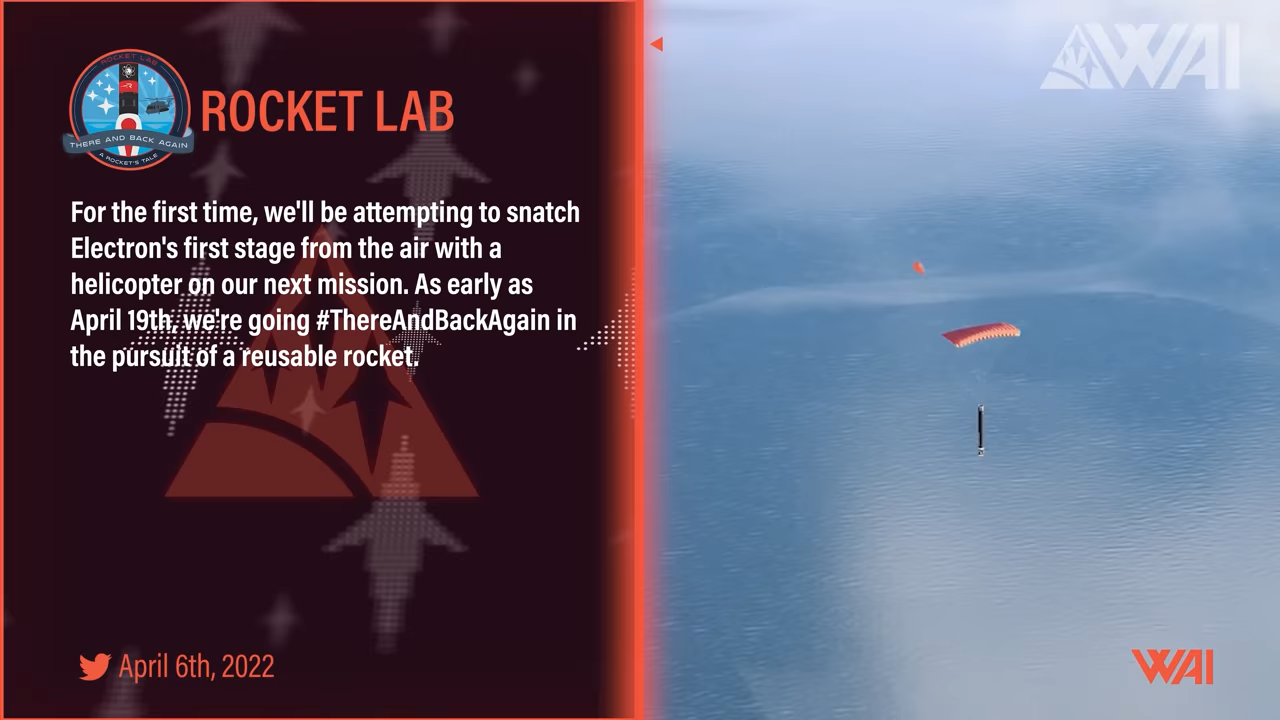 ROCKET LAB
THERE AND BACK AGAIN
A ROCKET'S TALE
ROCKET LAB
For the first time, we'll be attempting to snatch
Electron's first stage from the air with a
helicopter on our next mission. As early as
April 19th, we're going #ThereAndBackAgain in
the pursuit of a reusable rocket.
April 6th, 2022
WAI
WAI